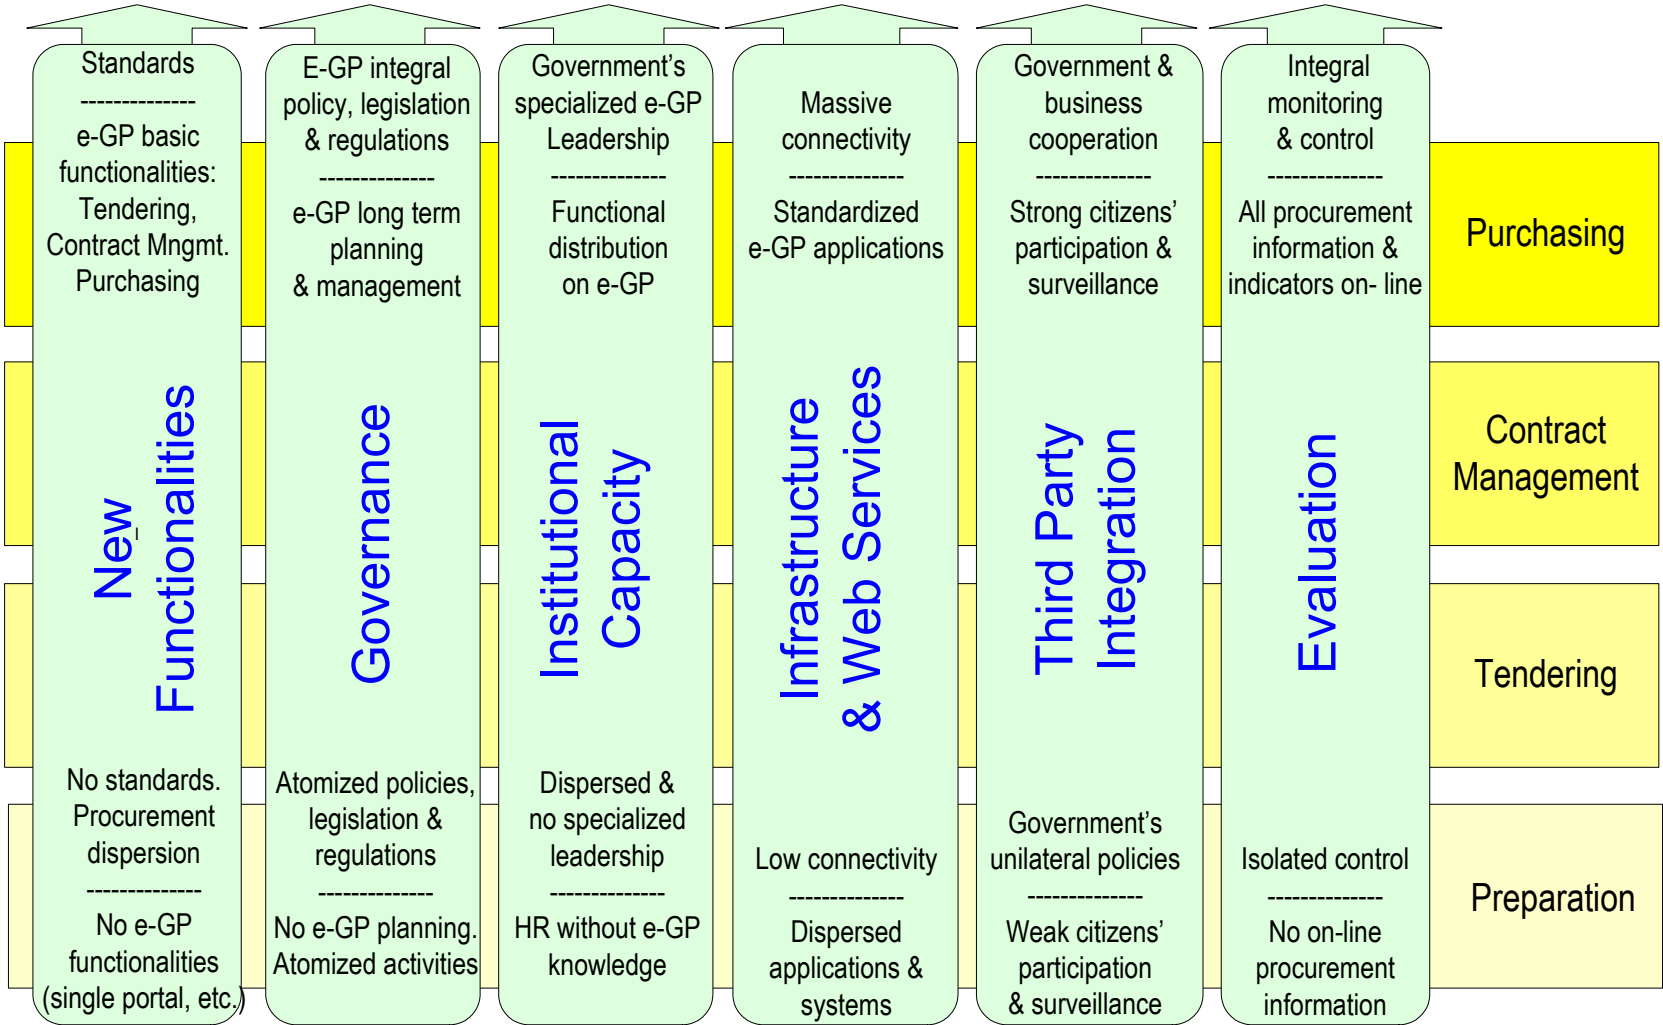 Standards
--------------
e-GP basic
functionalities:
Tendering,
Contract Mngmt.
Purchasing
New
Functionalities
No standards.
Procurement
dispersion
--------------
No e-GP
functionalities
(single portal, etc.)
E-GP integral
policy, legislation
& regulations
--------------
e-GP long term
planning
& management
Governance
Atomized policies,
legislation &
regulations
--------------
No e-GP planning.
Atomized activities
Government's
specialized e-GP
Leadership
--------------
Functional
distribution
on e-GP
Institutional
Capacity
Dispersed &
no specialized
leadership
--------------
HR without e-GP
knowledge
Massive
connectivity
--------------
Standardized
e-GP applications
Infrastructure
& Web Services
Low connectivity
--------------
Dispersed
applications &
systems
Government &
business
cooperation
--------------
Strong citizens'
participation &
surveillance
Third Party
Integration
Government's
unilateral policies
--------------
Weak citizens'
participation
& surveillance
Integral
monitoring
& control
--------------
All procurement
information &
indicators on- line
Evaluation
Isolated control
--------------
No on-line
procurement
information
Purchasing
Contract
Management
Tendering
Preparation